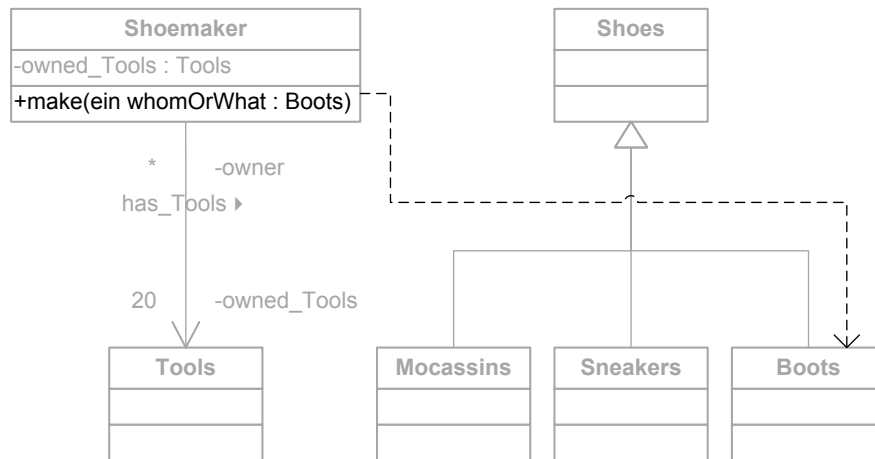 Shoemaker
-owned_Tools : Tools
+make(ein whomOrWhat : Boots)
Shoes
* -owner
has_Tools
20 -owned_Tools
Tools
Mocassins
Sneakers
Boots